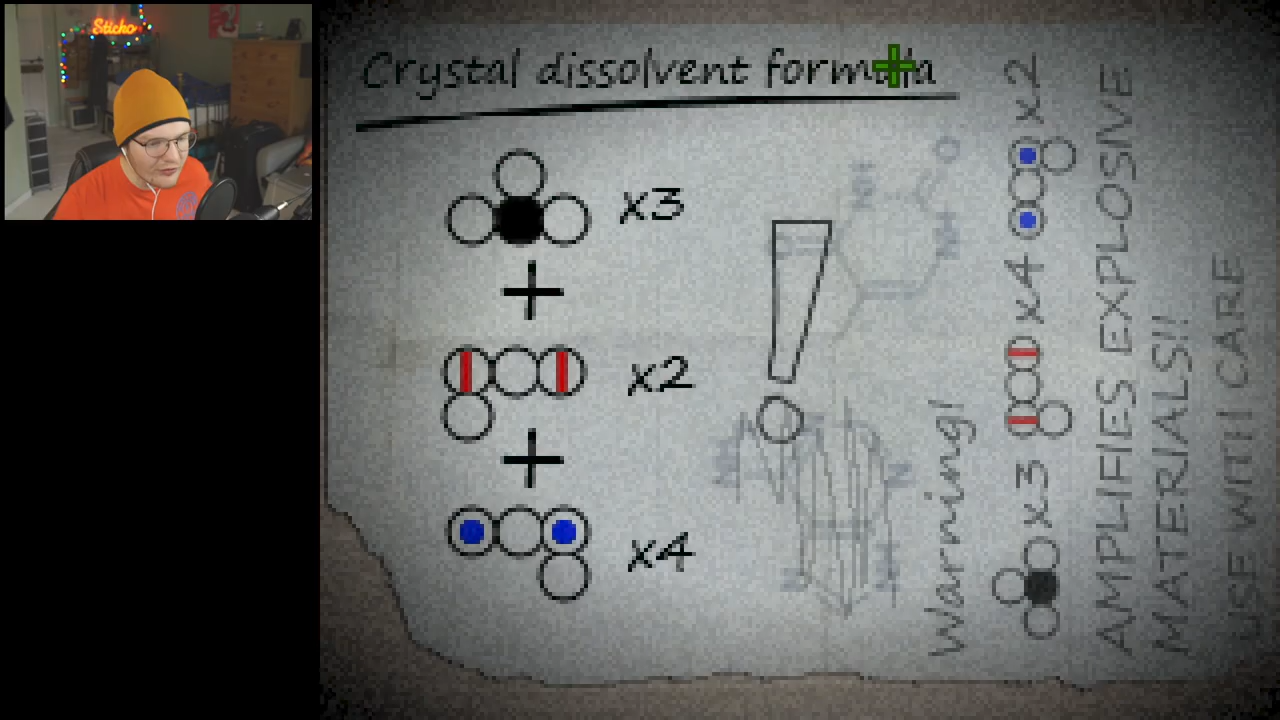 Sticko
Crystal dissolvent formula
x3
+
x2
+
x4
Warning!
x3 x4 x2
AMPLIFIES EXPLOSIVE
MATERIALS!!
USE WITH CARE